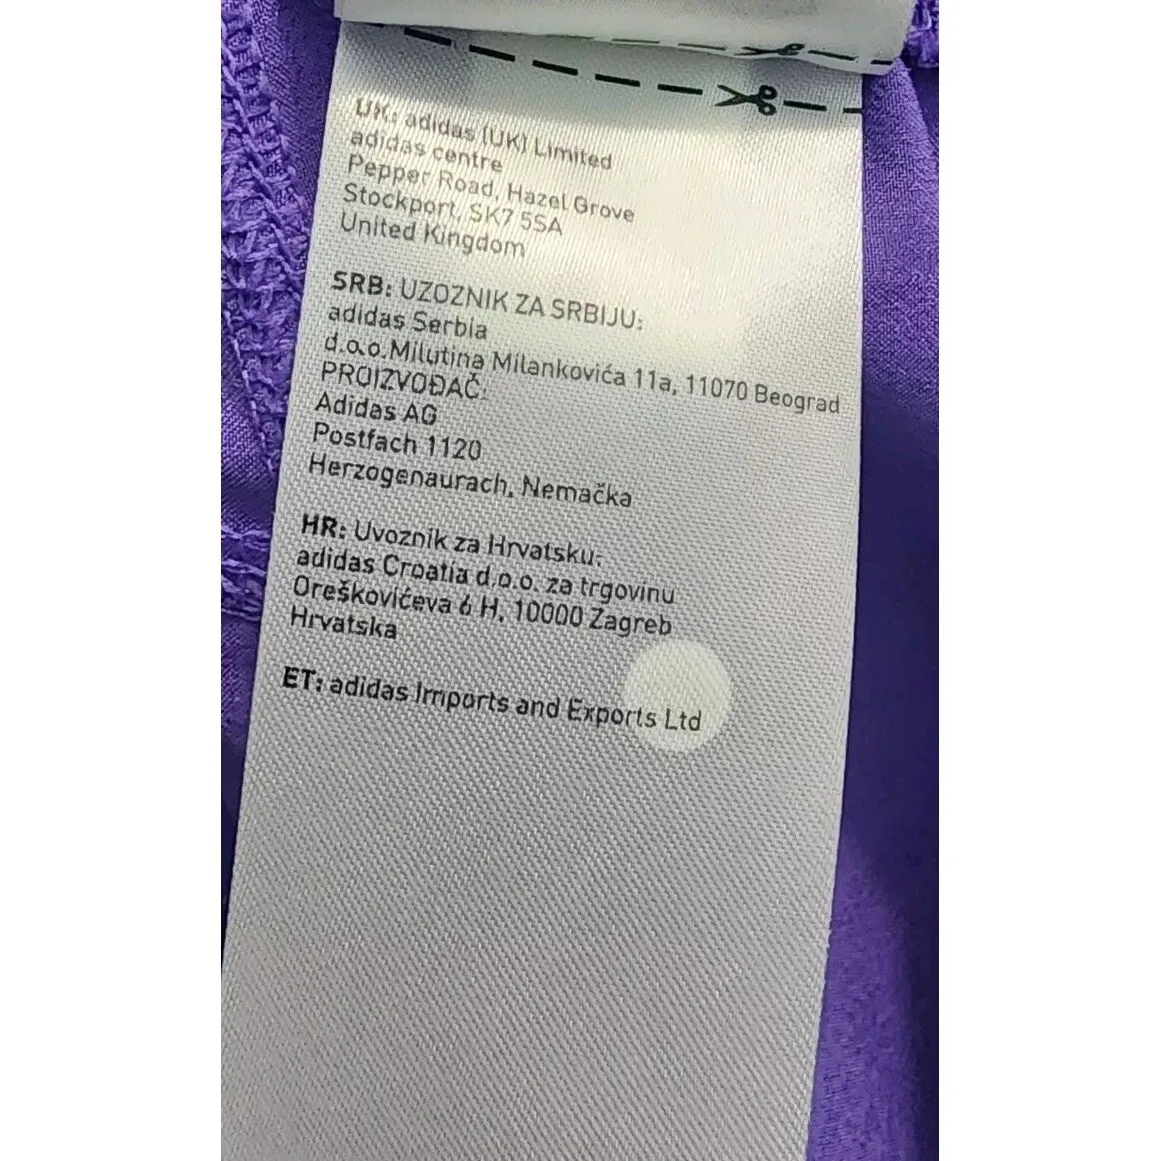 UK: adidas (UK) Limited
adidas centre
Pepper Road, Hazel Grove
Stockport, SK7 5SA
United Kingdom
SRB: UZOZNIK ZA SRBIJU:
adidas Serbia
d.o.o. Milutina Milankovića 11a, 11070 Beograd
PROIZVOĐAČ:
Adidas AG
Postfach 1120
Herzogenaurach, Nemačka
HR: Uvoznik za Hrvatsku:
adidas Croatia d.o.o. za trgovinu
Oreškovićeva 6 H, 10000 Zagreb
Hrvatska
ET: adidas Imports and Exports Ltd